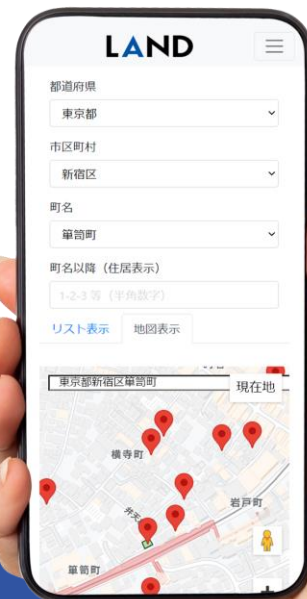 LAND
都道府県
東京都
市区町村
新宿区
町名
箪笥町
町名以降（住居表示）
1-2-3 等（半角数字）
リスト表示
地図表示
東京都新宿区箪笥町
現在地
横寺町
岩戸町
弁天
箪笥町
+